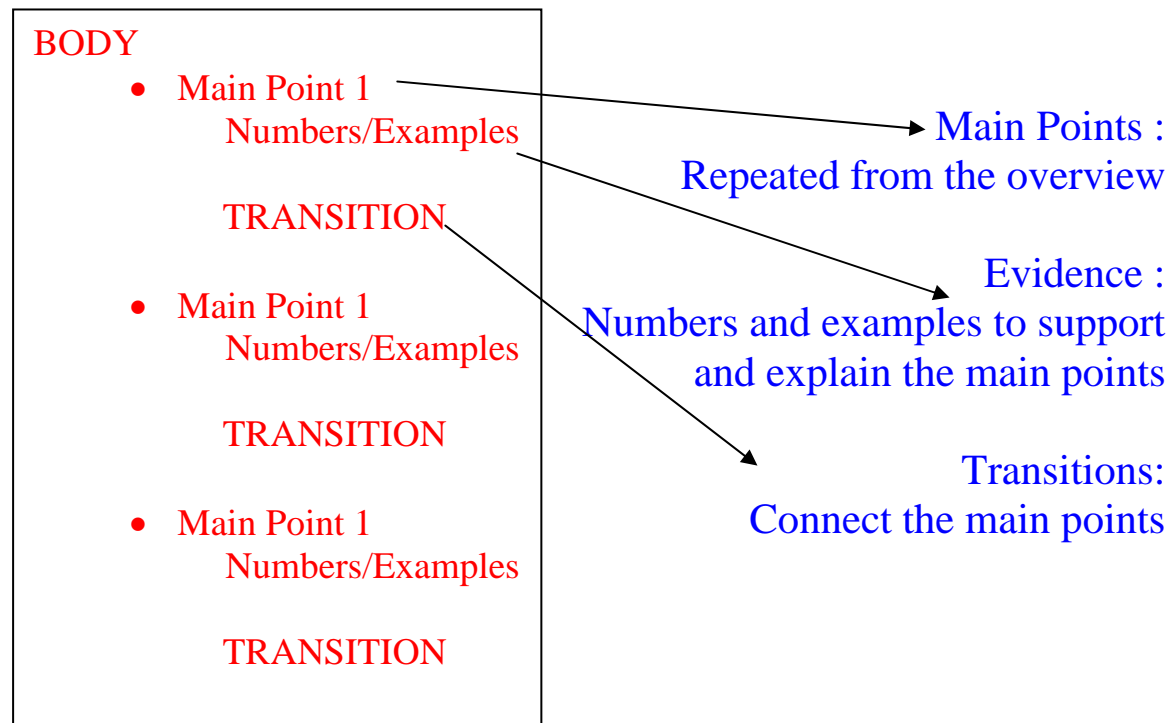 BODY
• Main Point 1
Numbers/Examples
TRANSITION
• Main Point 1
Numbers/Examples
TRANSITION
• Main Point 1
Numbers/Examples
TRANSITION
Main Points :
Repeated from the overview
Evidence :
Numbers and examples to support
and explain the main points
Transitions:
Connect the main points